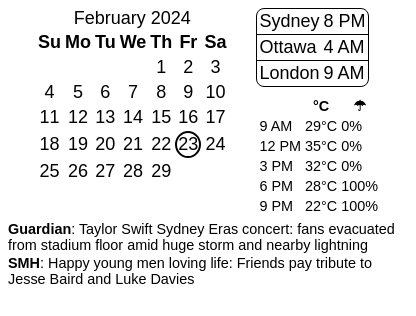 February 2024
Su Mo Tu We Th Fr Sa
1 2 3
4 5 6 7 8 9 10
11 12 13 14 15 16 17
18 19 20 21 22 23 24
25 26 27 28 29
Sydney 8 PM
Ottawa 4 AM
London 9 AM
°C ☂
9 AM 29°C 0%
12 PM 35°C 0%
3 PM 32°C 0%
6 PM 28°C 100%
9 PM 22°C 100%
Guardian: Taylor Swift Sydney Eras concert: fans evacuated
from stadium floor amid huge storm and nearby lightning
SMH: Happy young men loving life: Friends pay tribute to
Jesse Baird and Luke Davies